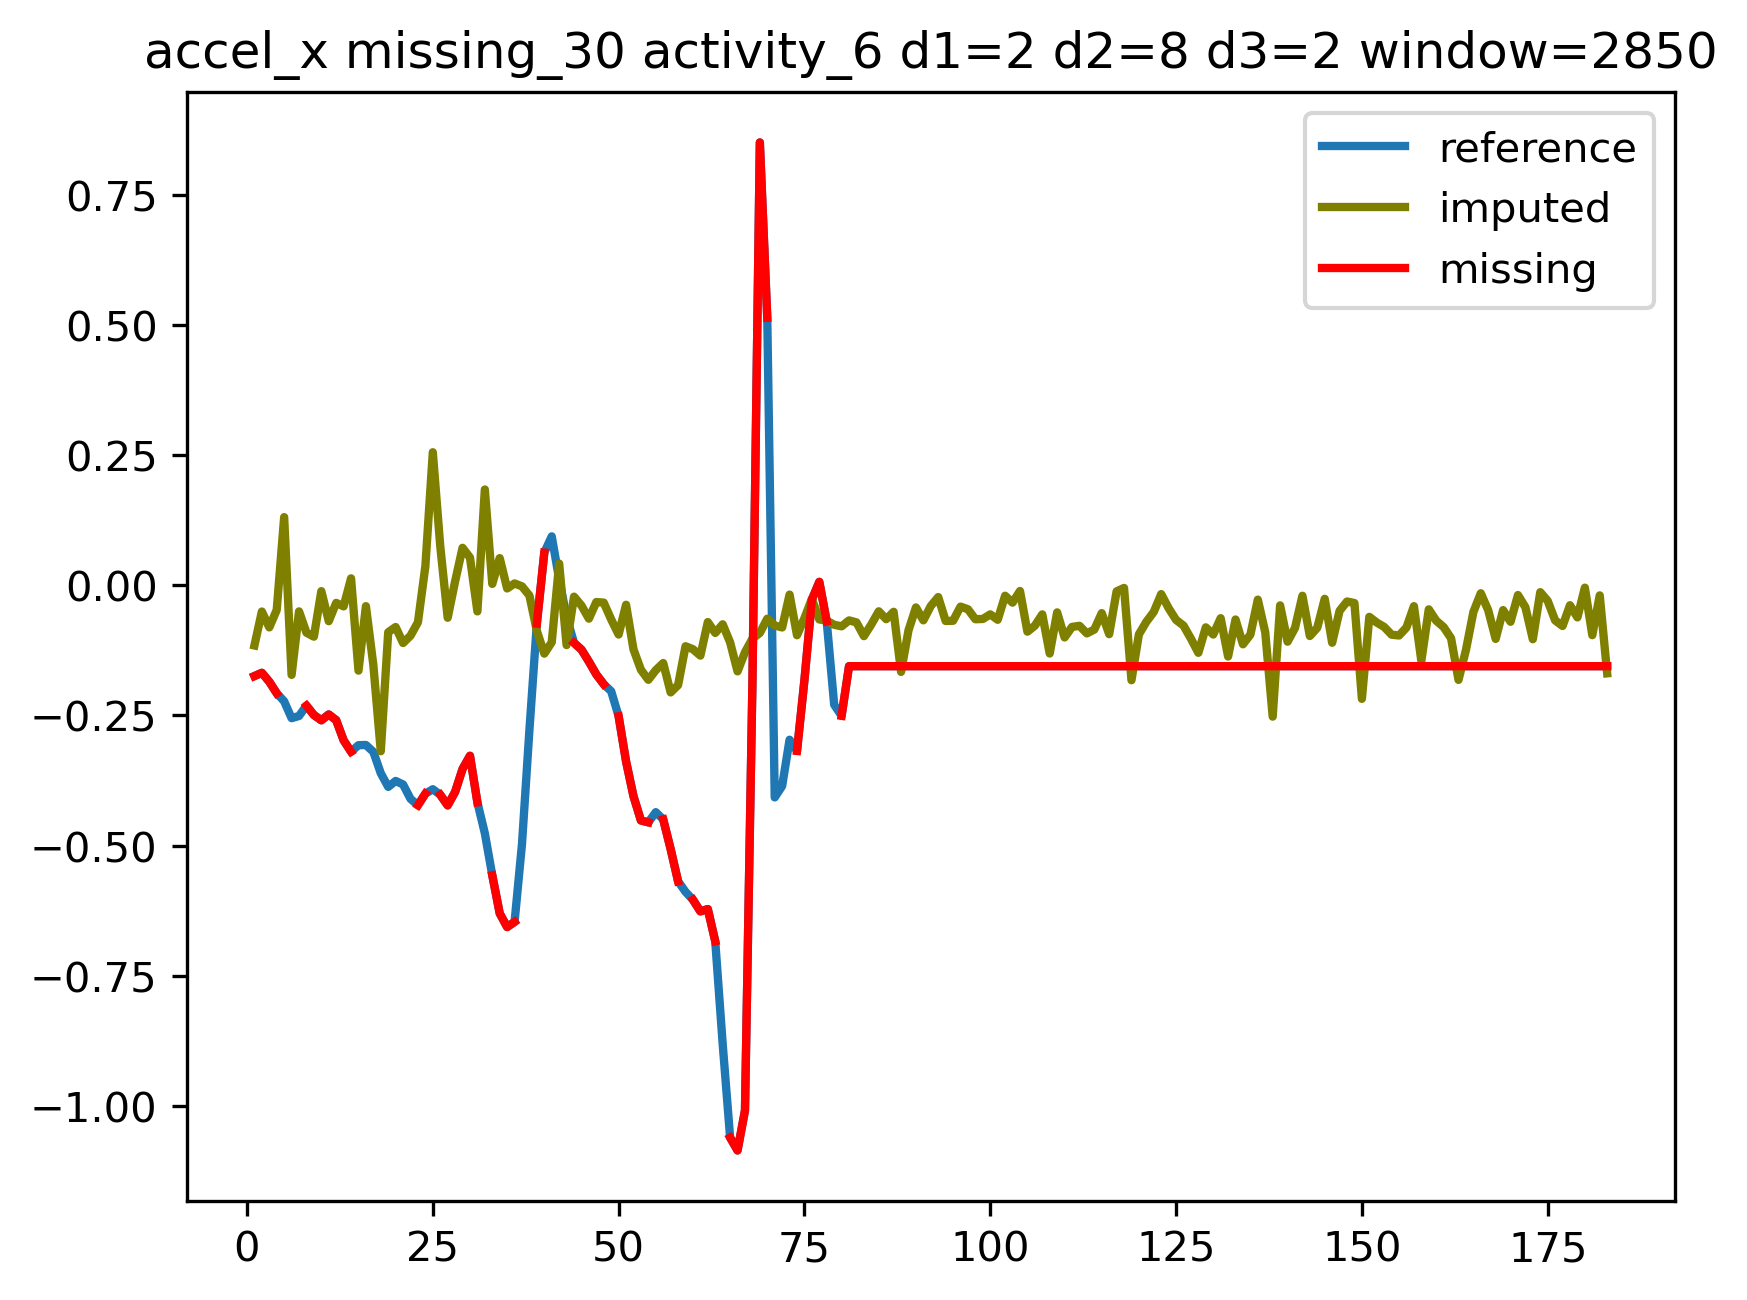 accel_x missing_30 activity_6 d1=2 d2=8 d3=2 window=2850
reference
imputed
missing
0.75
0.50
0.25
0.00
−0.25
−0.50
−0.75
−1.00
0 25 50 75 100 125 150 175